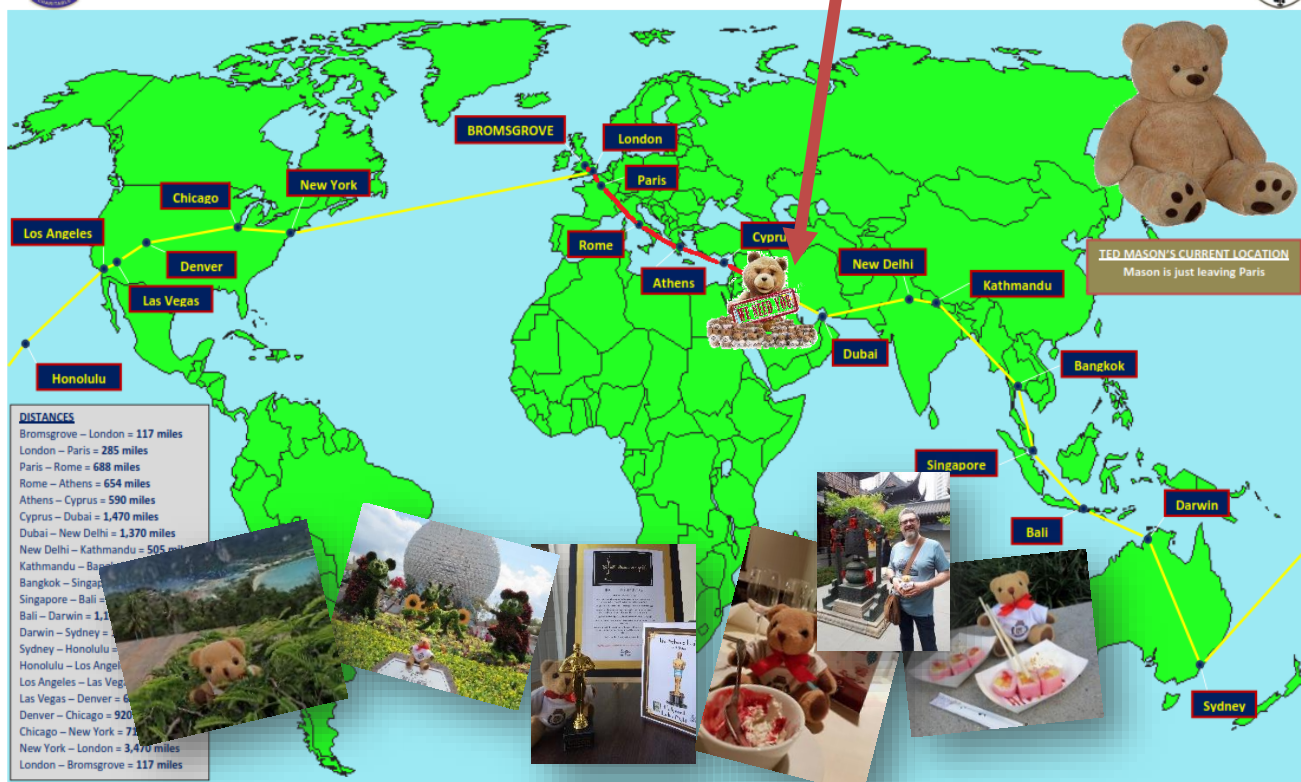 BROMSGROVE
London
Paris
New York
Chicago
Los Angeles
Denver
Las Vegas
Honolulu
Rome
Athens
Cypru
New Delhi
Kathmandu
Dubai
Bangkok
Singapore
Bali
Darwin
Sydney
WE NEED YOU
TED MASON'S CURRENT LOCATION
Mason is just leaving Paris
DISTANCES
Bromsgrove – London = 117 miles
London – Paris = 285 miles
Paris – Rome = 688 miles
Rome – Athens = 654 miles
Athens – Cyprus = 590 miles
Cyprus – Dubai = 1,470 miles
Dubai – New Delhi = 1,370 miles
New Delhi – Kathmandu = 505
Kathmandu –
Bangkok –
Singapore – Bali =
Bali – Darwin =
Darwin – Sydney =
Sydney – Honolulu =
Honolulu – Los
Los Angeles – Las
Las Vegas – Denver =
Denver – Chicago = 920
Chicago – New York =
New York – London = 3,470 miles
London – Bromsgrove = 117 miles